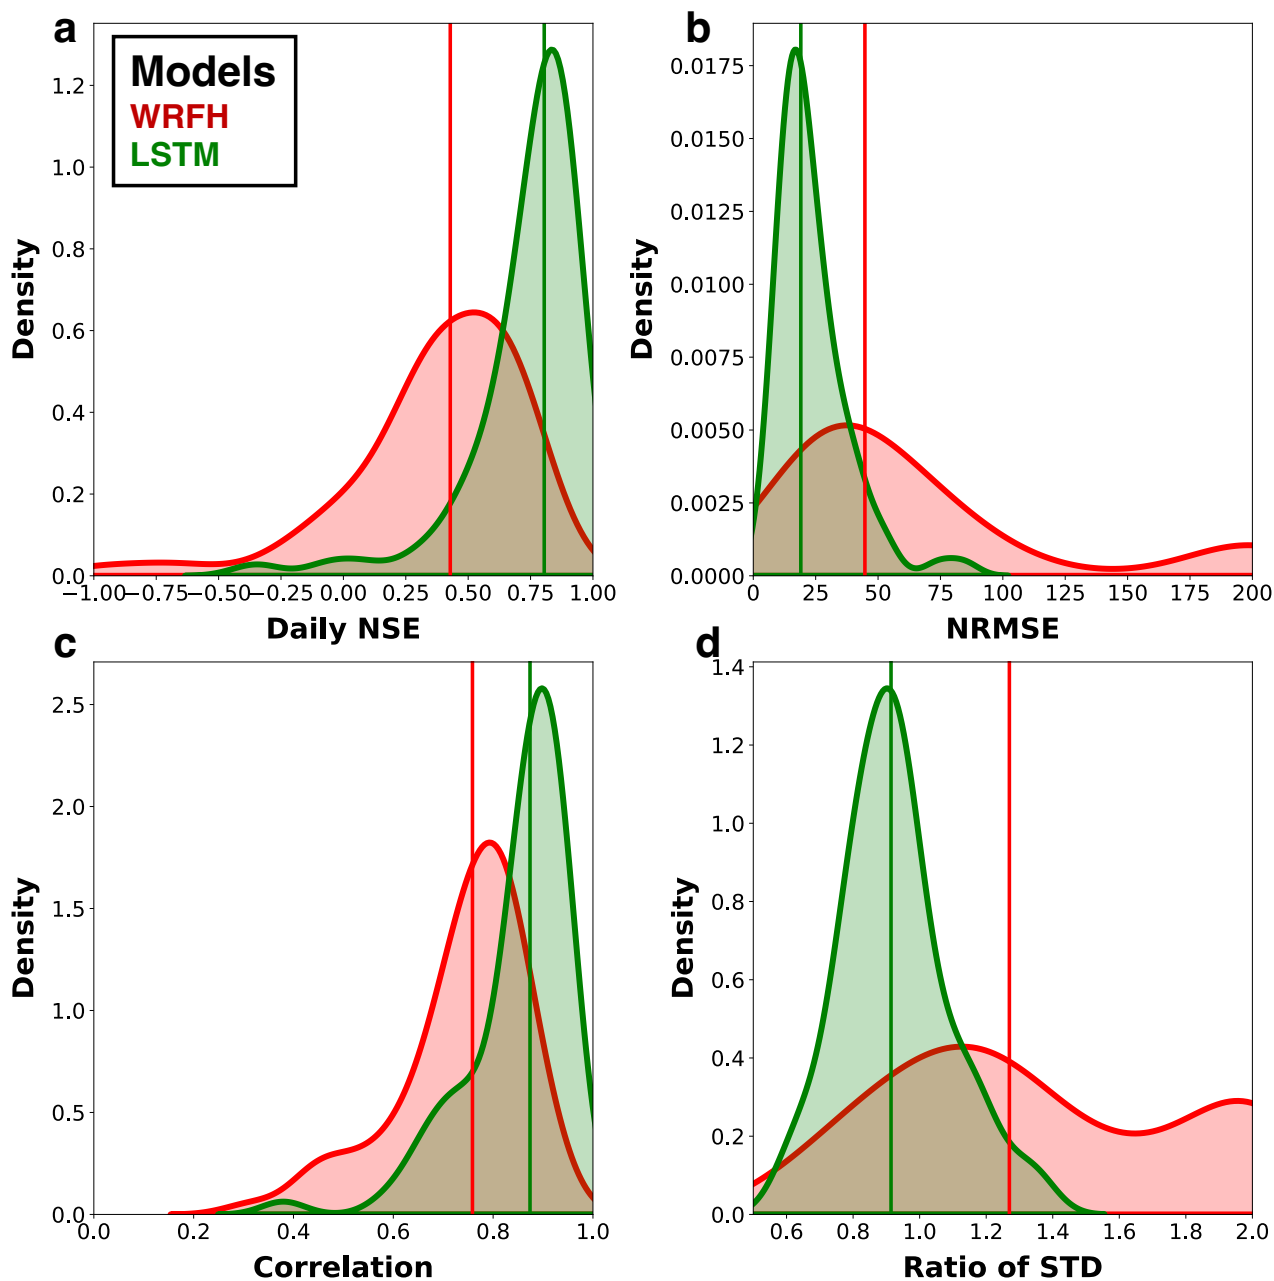 a
Models
WRFH
LSTM
Density
0.0
0.2
0.4
0.6
0.8
1.0
1.2
−1.00 −0.75 −0.50 −0.25 0.00 0.25 0.50 0.75 1.00
Daily NSE
b
Density
0.0175
0.0150
0.0125
0.0100
0.0075
0.0050
0.0025
0.0000
0 25 50 75 100 125 150 175 200
NRMSE
c
Density
2.5
2.0
1.5
1.0
0.5
0.0
0.0 0.2 0.4 0.6 0.8 1.0
Correlation
d
Density
1.4
1.2
1.0
0.8
0.6
0.4
0.2
0.0
0.6 0.8 1.0 1.2 1.4 1.6 1.8 2.0
Ratio of STD